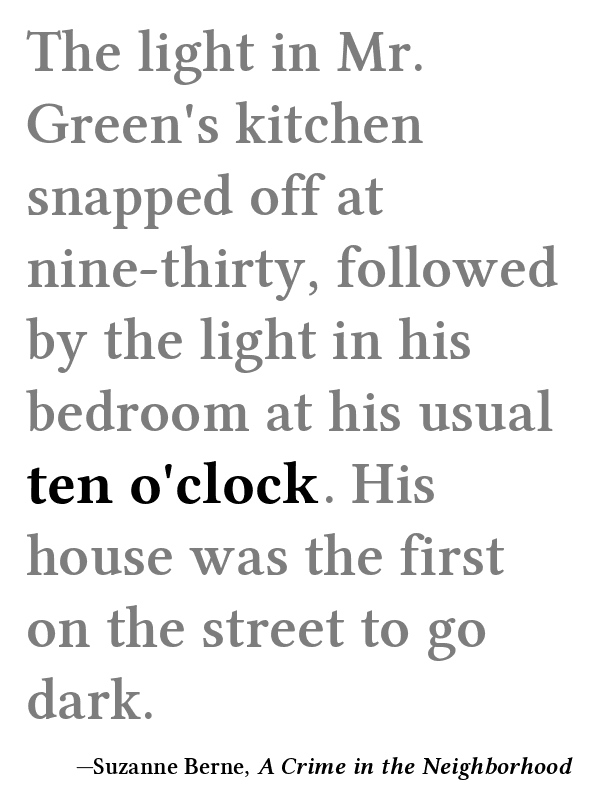 The light in Mr.
Green's kitchen
snapped off at
nine-thirty, followed
by the light in his
bedroom at his usual
ten o'clock. His
house was the first
on the street to go
dark.
—Suzanne Berne, A Crime in the Neighborhood